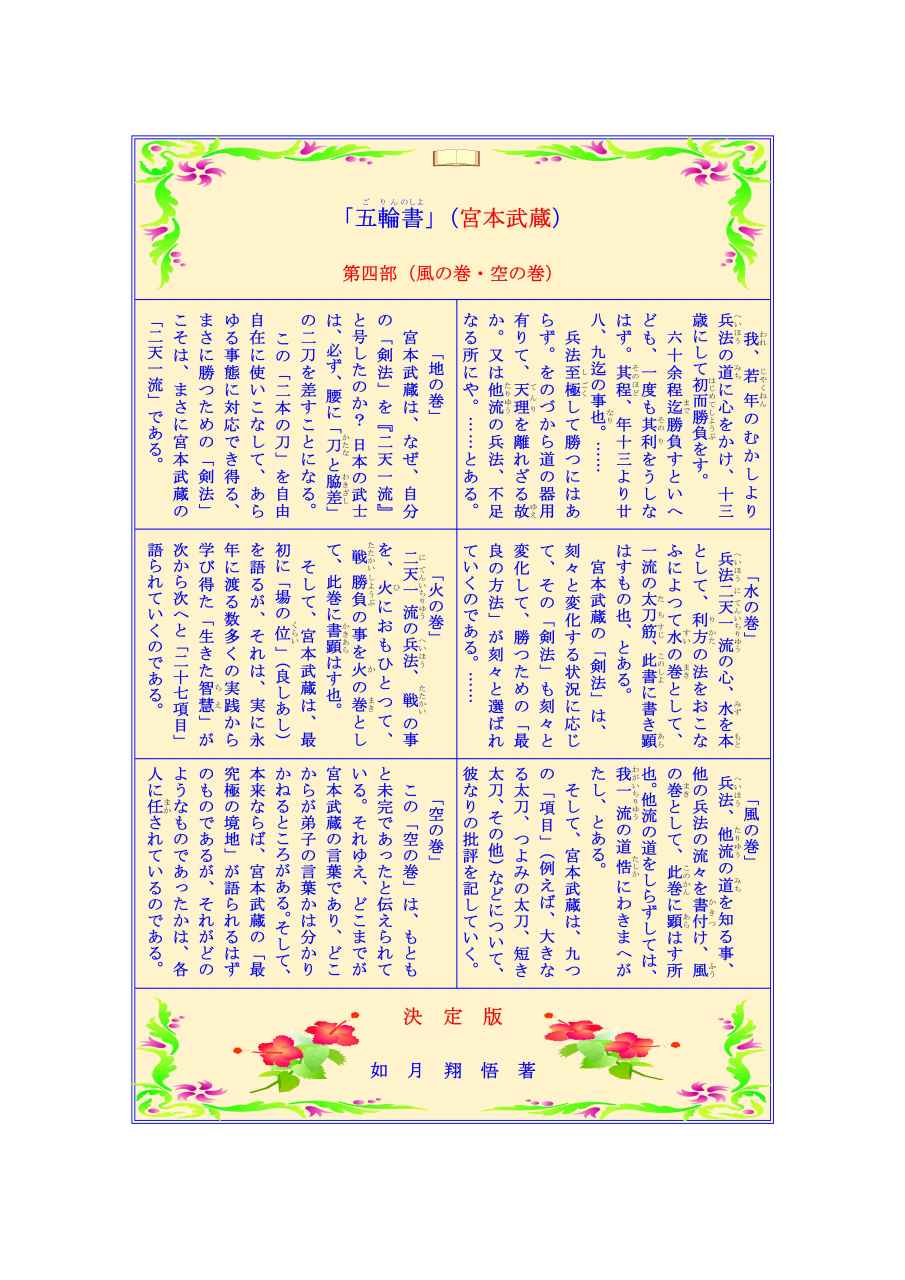 「五輪書」（宮本武蔵）
第四部（風の巻・空の巻）
我、若年のむかしより
兵法の道に心をかけ、十三
歳にして初而勝負をす。
六十余程迄勝負すといへ
ども、一度も其利をうしな
はず。其程、年十三より廿
八、九迄の事也。……
兵法至極して勝つにはあ
らず。をのづから道の器用
有りて、天理を離れざる故
か。又は他流の兵法、不足
なる所にや。……とある。
「地の巻」
宮本武蔵は、なぜ、自分
の「剣法」を『二天一流』
と号したのか？日本の武士
は、必ず、腰に「刀と脇差」
の二刀を差すことになる。
この「二本の刀」を自由
自在に使いこなして、あら
ゆる事態に対応でき得る、
まさに勝つための「剣法」
こそは、まさに宮本武蔵の
「二天一流」である。
「水の巻」
兵法二天一流の心、水を本
として、利方の法をおこな
ふによつて水の巻として、
一流の太刀筋、此書に書き顕
はすもの也、とある。
宮本武蔵の「剣法」は、
刻々と変化する状況に応じ
て、その「剣法」も刻々と
変化して、勝つための「最
良の方法」が刻々と選ばれ
ていくのである。……
「火の巻」
二天一流の兵法、戦の事
を、火におもひとつて、
戦勝負の事を火の巻とし
て、此巻に書顕はす也。
そして、宮本武蔵は、最
初に「場の位」（良しあし）
を語るが、それは、実に永
年に渡る数多くの実践から
学び得た「生きた智慧」が
次から次へと「二十七項目」
語られていくのである。
「風の巻」
兵法、他流の道を知る事、
他の兵法の流々を書付け、風
の巻として、此巻に顕はす所
也。他流の道をしらずしては、
我一流の道慥にわきまへが
たし、とある。
そして、宮本武蔵は、九つ
の「項目」（例えば、大きな
る太刀、つよみの太刀、短き
太刀、その他）などについて、
彼なりの批評を記していく。
「空の巻」
この「空の巻」は、もとも
と未完であったと伝えられて
いる。それゆえ、どこまでが
宮本武蔵の言葉であり、どこ
からが弟子の言葉かは分かり
かねるところがある。そして、
本来ならば、宮本武蔵の「最
究極の境地」が語られるはず
のものであるが、それがどの
ようなものであったかは、各
人に任されているのである。
決定版
如月翔悟著